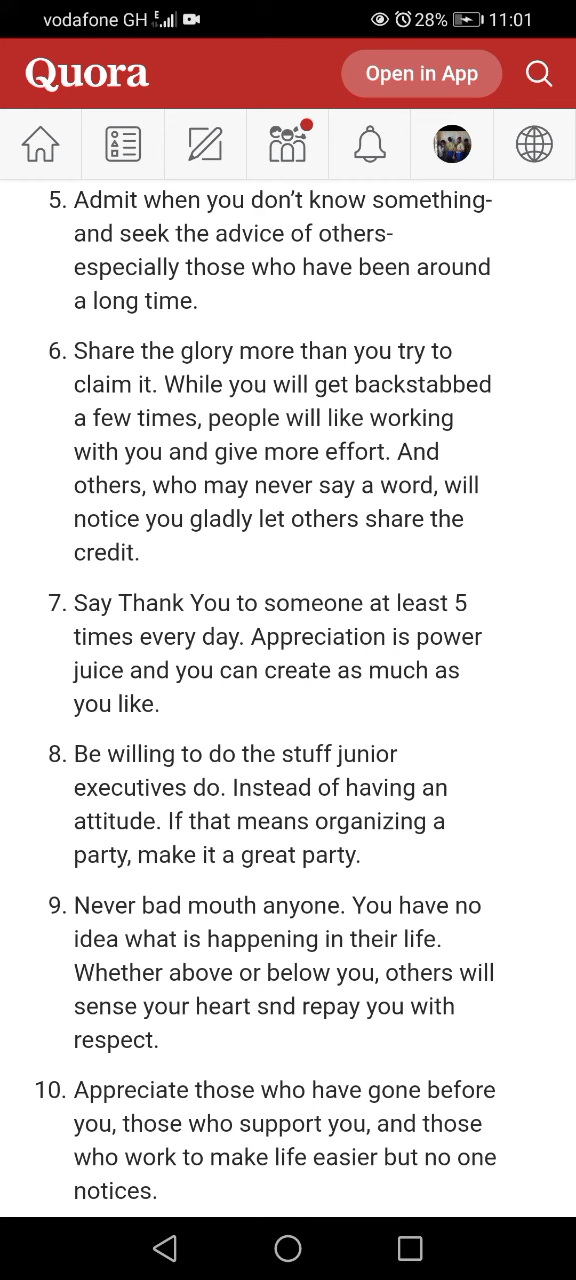 vodafone GH E 28% 11:01
Quora
Open in App
5. Admit when you don’t know something-
and seek the advice of others-
especially those who have been around
a long time.
6. Share the glory more than you try to
claim it. While you will get backstabbed
a few times, people will like working
with you and give more effort. And
others, who may never say a word, will
notice you gladly let others share the
credit.
7. Say Thank You to someone at least 5
times every day. Appreciation is power
juice and you can create as much as
you like.
8. Be willing to do the stuff junior
executives do. Instead of having an
attitude. If that means organizing a
party, make it a great party.
9. Never bad mouth anyone. You have no
idea what is happening in their life.
Whether above or below you, others will
sense your heart snd repay you with
respect.
10. Appreciate those who have gone before
you, those who support you, and those
who work to make life easier but no one
notices.